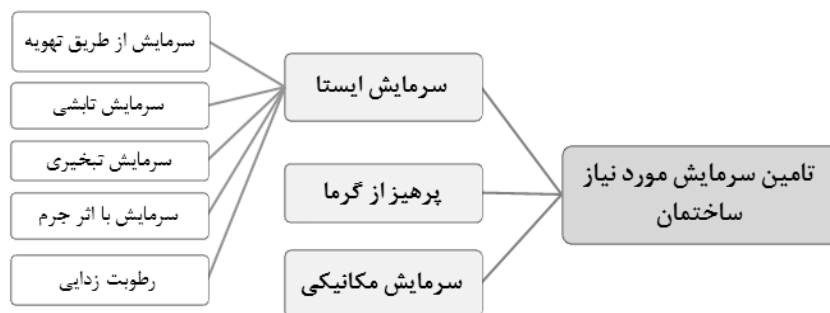 تامین سرمایش مورد نیاز
ساختمان
سرمایش ایستا
پرهیز از گرما
سرمایش مکانیکی
سرمایش از طریق تهویه
سرمایش تابشی
سرمایش تبخیری
سرمایش با اثر جرم
رطوبت زدایی